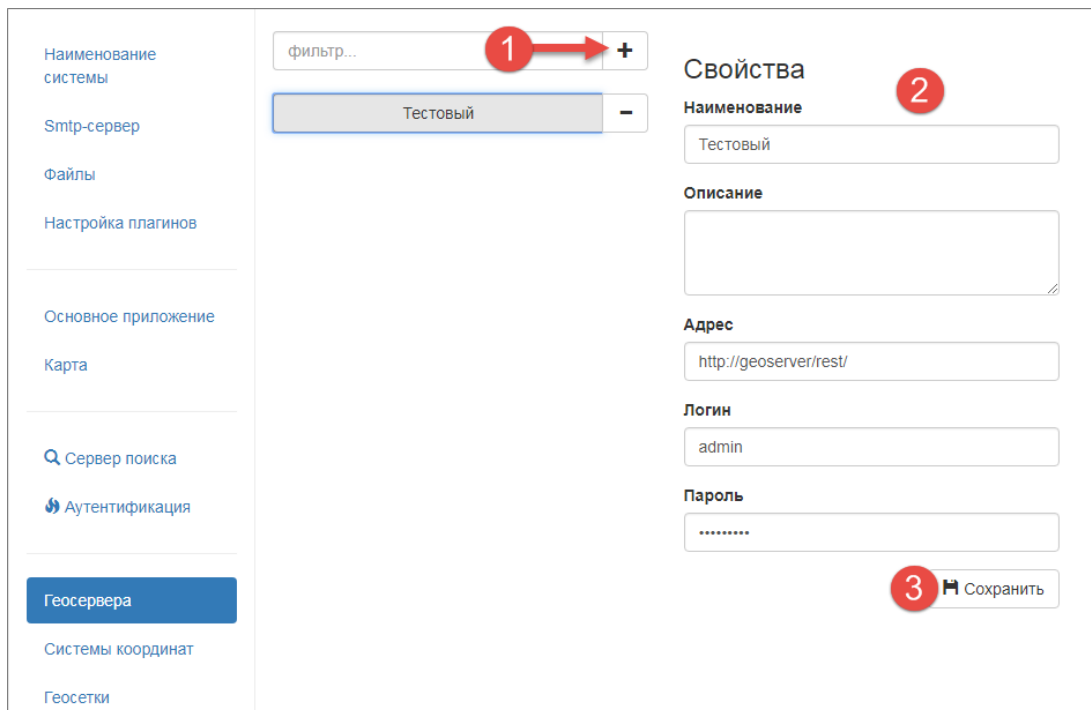 Наименование
системы
Smtp-сервер
Файлы
Настройка плагинов
Основное приложение
Карта
Сервер поиска
Аутентификация
Геосервера
Системы координат
Геосетки
фильтр...
1
+
Тестовый
−
Свойства
2
Наименование
Тестовый
Описание
Адрес
http://geoserver/rest/
Логин
admin
Пароль
•••••••••
3
Сохранить